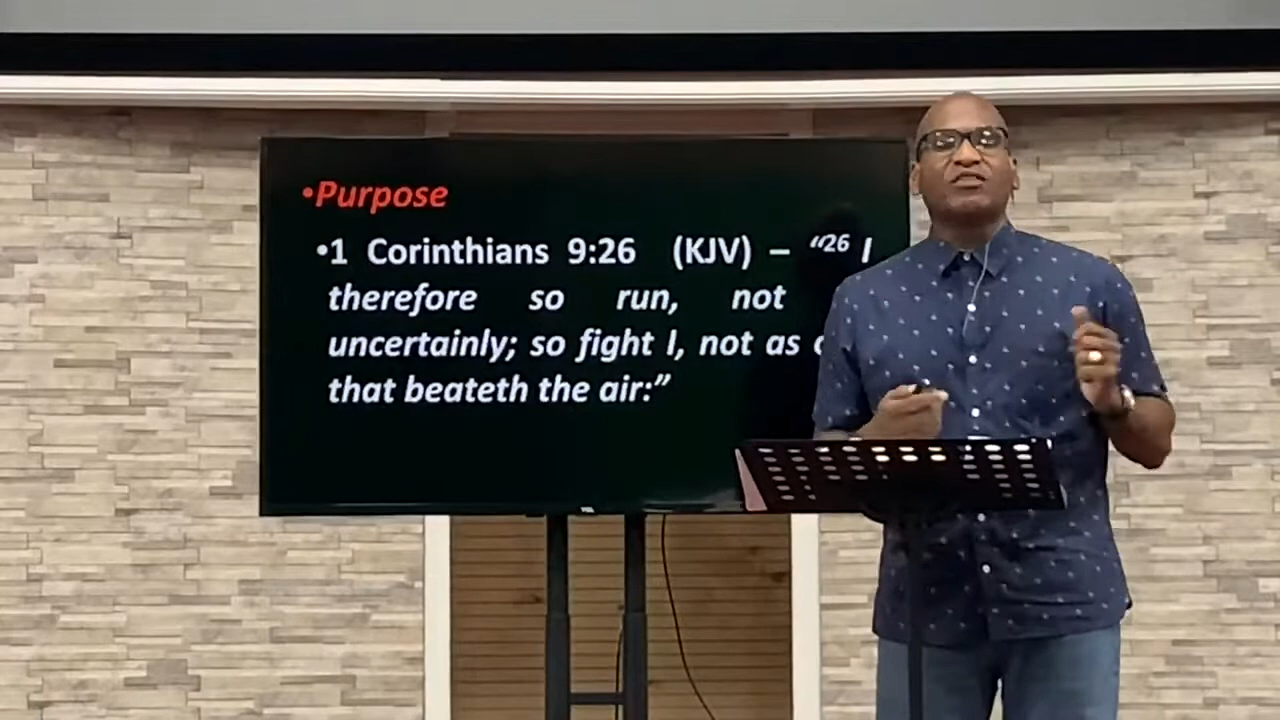 •Purpose
•1 Corinthians 9:26 (KJV) – “26 I
therefore so run, not
uncertainly; so fight I, not as
that beateth the air:”